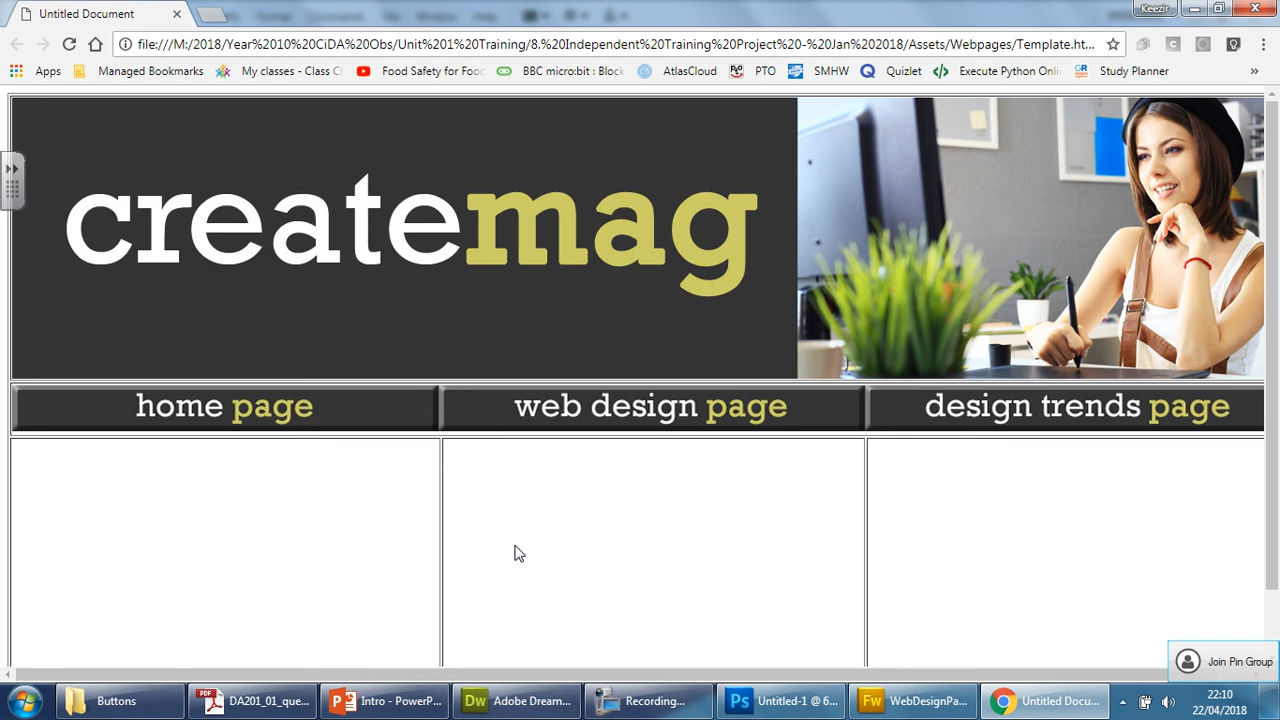 Untitled Document
Keezir
file:///M:/2018/Year%2010%20CiDA%20Obs/Unit%201%20Training/8.%20Independent%20Training%20Project%20-%20Jan%202018/Assets/Webpages/Template.ht...
Apps Managed Bookmarks My classes - Class C Food Safety for Foo BBC micro:bit : Block AtlasCloud PTO SMHW Quizlet Execute Python Onli Study Planner »
createmag
home page web design page design trends page
Join Pin Group
Buttons DA201_01_que... Intro - PowerP... Adobe Dream... Recording... Untitled-1 @ 6... WebDesignPa... Untitled Docu... 22:10
22/04/2018